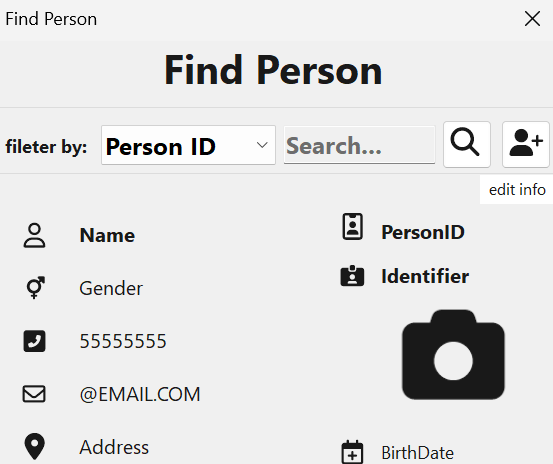 Find Person
Find Person
fileter by: Person ID Search...
edit info
Name
PersonID
Gender
Identifier
55555555
@EMAIL.COM
Address
BirthDate